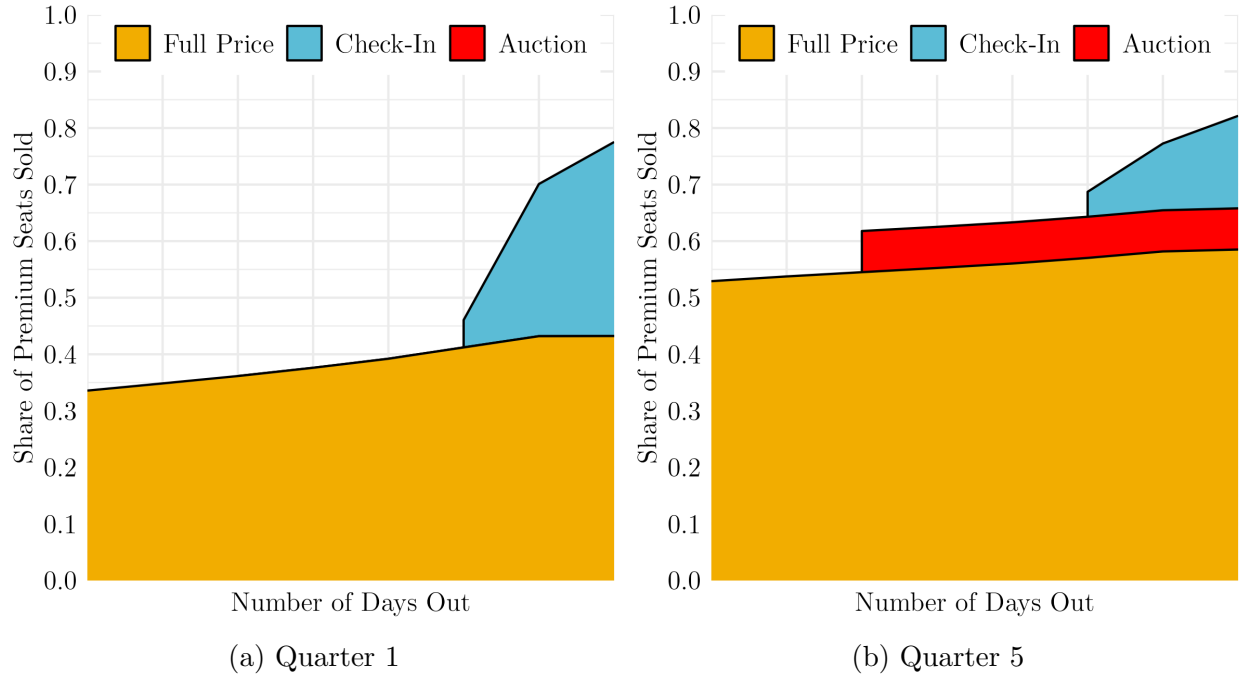 Share of Premium Seats Sold
1.0
0.9
0.8
0.7
0.6
0.5
0.4
0.3
0.2
0.1
0.0
Full Price Check-In Auction
Number of Days Out
(a) Quarter 1
Share of Premium Seats Sold
1.0
0.9
0.8
0.7
0.6
0.5
0.4
0.3
0.2
0.1
0.0
Full Price Check-In Auction
Number of Days Out
(b) Quarter 5